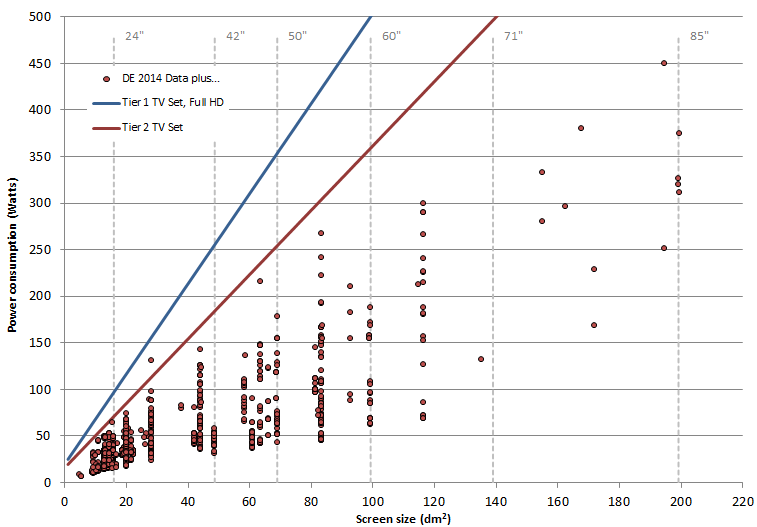 500
450
400
350
300
250
200
150
100
50
0
24" 42" 50" 60" 71" 85"
DE 2014 Data plus...
Tier 1 TV Set, Full HD
Tier 2 TV Set
Power consumption (Watts)
0 20 40 60 80 100 120 140 160 180 200 220
Screen size (dm²)